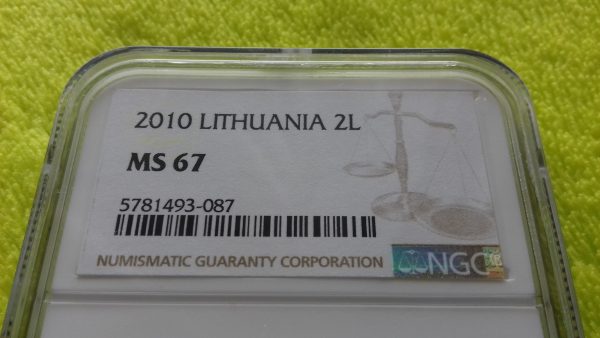 2010 LITHUANIA 2L
MS 67
5781493-087
NUMISMATIC GUARANTY CORPORATION
NGC